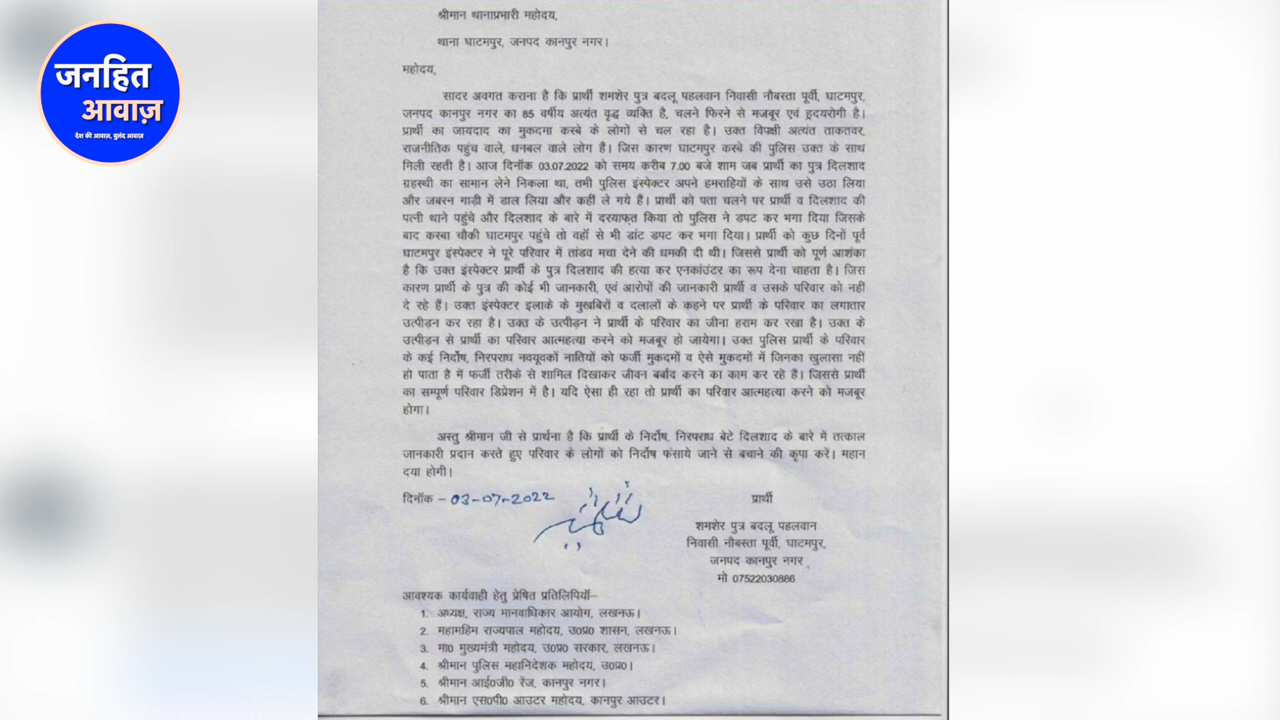 जनहित
आवाज़
देश की आवाज़, बुलंद आवाज़
श्रीमान थानाप्रभारी महोदय,
थाना घाटमपुर, जनपद कानपुर नगर।
महोदय,
सादर अवगत कराना है कि प्रार्थी शमशेर पुत्र बदलू पहलवान निवासी नौबस्ता पूर्वी, घाटमपुर,
जनपद कानपुर नगर का 85 वर्षीय अत्यंत वृद्ध व्यक्ति है, चलने फिरने से मजबूर एवं हृदयरोगी है।
प्रार्थी का जायदाद का मुकदमा कस्बे के लोगों से चल रहा है। उक्त विपक्षी अत्यंत ताकतवर,
राजनीतिक पहुंच वाले, धनबल वाले लोग हैं। जिस कारण घाटमपुर कस्बे की पुलिस उक्त के साथ
मिली रहती है। आज दिनॉक 03.07.2022 को समय करीब 7.00 बजे शाम जब प्रार्थी का पुत्र दिलशाद
ग्रहस्थी का सामान लेने निकला था, तभी पुलिस इंस्पेक्टर अपने हमराहियों के साथ उसे उठा लिया
और जबरन गाड़ी में डाल लिया और कहीं ले गये हैं। प्रार्थी को पता चलने पर प्रार्थी व दिलशाद की
पत्नी थाने पहुंचे और दिलशाद के बारे में दरयाफ्त किया तो पुलिस ने डपट कर भगा दिया जिसके
बाद कस्बा चौकी घाटमपुर पहुंचे तो वहॉ से भी डांट डपट कर भगा दिया। प्रार्थी को कुछ दिनों पूर्व
घाटमपुर इंस्पेक्टर ने पूरे परिवार में तांडव मचा देने की धमकी दी थी। जिससे प्रार्थी को पूर्ण आशंका
है कि उक्त इंस्पेक्टर प्रार्थी के पुत्र दिलशाद की हत्या कर एनकांउटर का रूप देना चाहता है। जिस
कारण प्रार्थी के पुत्र की कोई भी जानकारी, एवं आरोपों की जानकारी प्रार्थी व उसके परिवार को नहीं
दे रहे हैं। उक्त इंस्पेक्टर इलाके के मुखबिरों व दलालों के कहने पर प्रार्थी के परिवार का लगातार
उत्पीड़न कर रहा है। उक्त के उत्पीड़न ने प्रार्थी के परिवार का जीना हराम कर रखा है। उक्त के
उत्पीड़न से प्रार्थी का परिवार आत्महत्या करने को मजबूर हो जायेगा। उक्त पुलिस प्रार्थी के परिवार
के कई निर्दोष, निरपराध नवयूवकों नातियों को फर्जी मुकदमों व ऐसे मुकदमों में जिनका खुलासा नहीं
हो पाता है में फर्जी तरीके से शामिल दिखाकर जीवन बर्बाद करने का काम कर रहे हैं। जिससे प्रार्थी
का सम्पूर्ण परिवार डिप्रेशन में है। यदि ऐसा ही रहा तो प्रार्थी का परिवार आत्महत्या करने को मजबूर
होगा।
अस्तु श्रीमान जी से प्रार्थना है कि प्रार्थी के निर्दोष, निरपराध बेटे दिलशाद के बारे में तत्काल
जानकारी प्रदान करते हुए परिवार के लोगों को निर्दोष फंसाये जाने से बचाने की कृपा करें। महान
दया होगी।
दिनॉक – 03-07-2022
प्रार्थी
शमशेर पुत्र बदलू पहलवान
निवासी नौबस्ता पूर्वी, घाटमपुर,
जनपद कानपुर नगर
मो 07522030886
आवश्यक कार्यवाही हेतु प्रेषित प्रतिलिपियॉ–
1. अध्यक्ष, राज्य मानवाधिकार आयोग, लखनऊ।
2. महामहिम राज्यपाल महोदय, उ0प्र0 शासन, लखनऊ।
3. मा0 मुख्यमंत्री महोदय, उ0प्र0 सरकार, लखनऊ।
4. श्रीमान पुलिस महानिदेशक महोदय, उ0प्र0।
5. श्रीमान आई0जी0 रेंज, कानपुर नगर।
6. श्रीमान एस0पी0 आउटर महोदय, कानपुर आउटर।